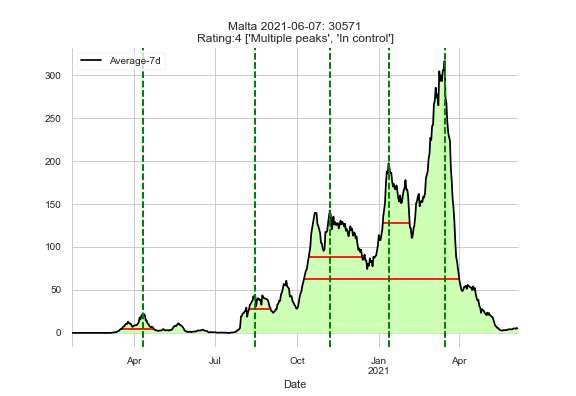 Malta 2021-06-07: 30571
Rating:4 ['Multiple peaks', 'In control']
Average-7d
300
250
200
150
100
50
0
Apr
Jul
Oct
Jan
2021
Apr
Date